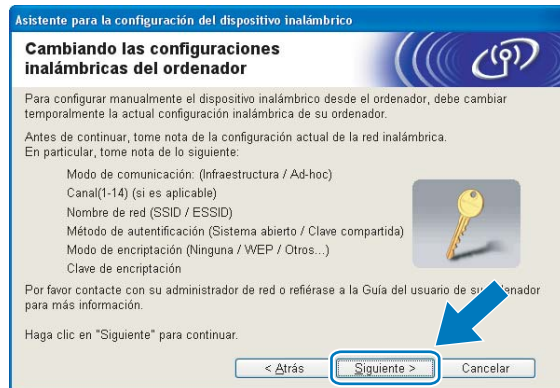 Asistente para la configuración del dispositivo inalámbrico
Cambiando las configuraciones
inalámbricas del ordenador
Para configurar manualmente el dispositivo inalámbrico desde el ordenador, debe cambiar
temporalmente la actual configuración inalámbrica de su ordenador.
Antes de continuar, tome nota de la configuración actual de la red inalámbrica.
En particular, tome nota de lo siguiente:
Modo de comunicación: (Infraestructura / Ad-hoc)
Canal(1-14) (si es aplicable)
Nombre de red (SSID / ESSID)
Método de autentificación (Sistema abierto / Clave compartida)
Modo de encriptación (Ninguna / WEP / Otros...)
Clave de encriptación
Por favor contacte con su administrador de red o refiérase a la Guía del usuario de su ordenador
para más información.
Haga clic en "Siguiente" para continuar.
< Atrás Siguiente > Cancelar